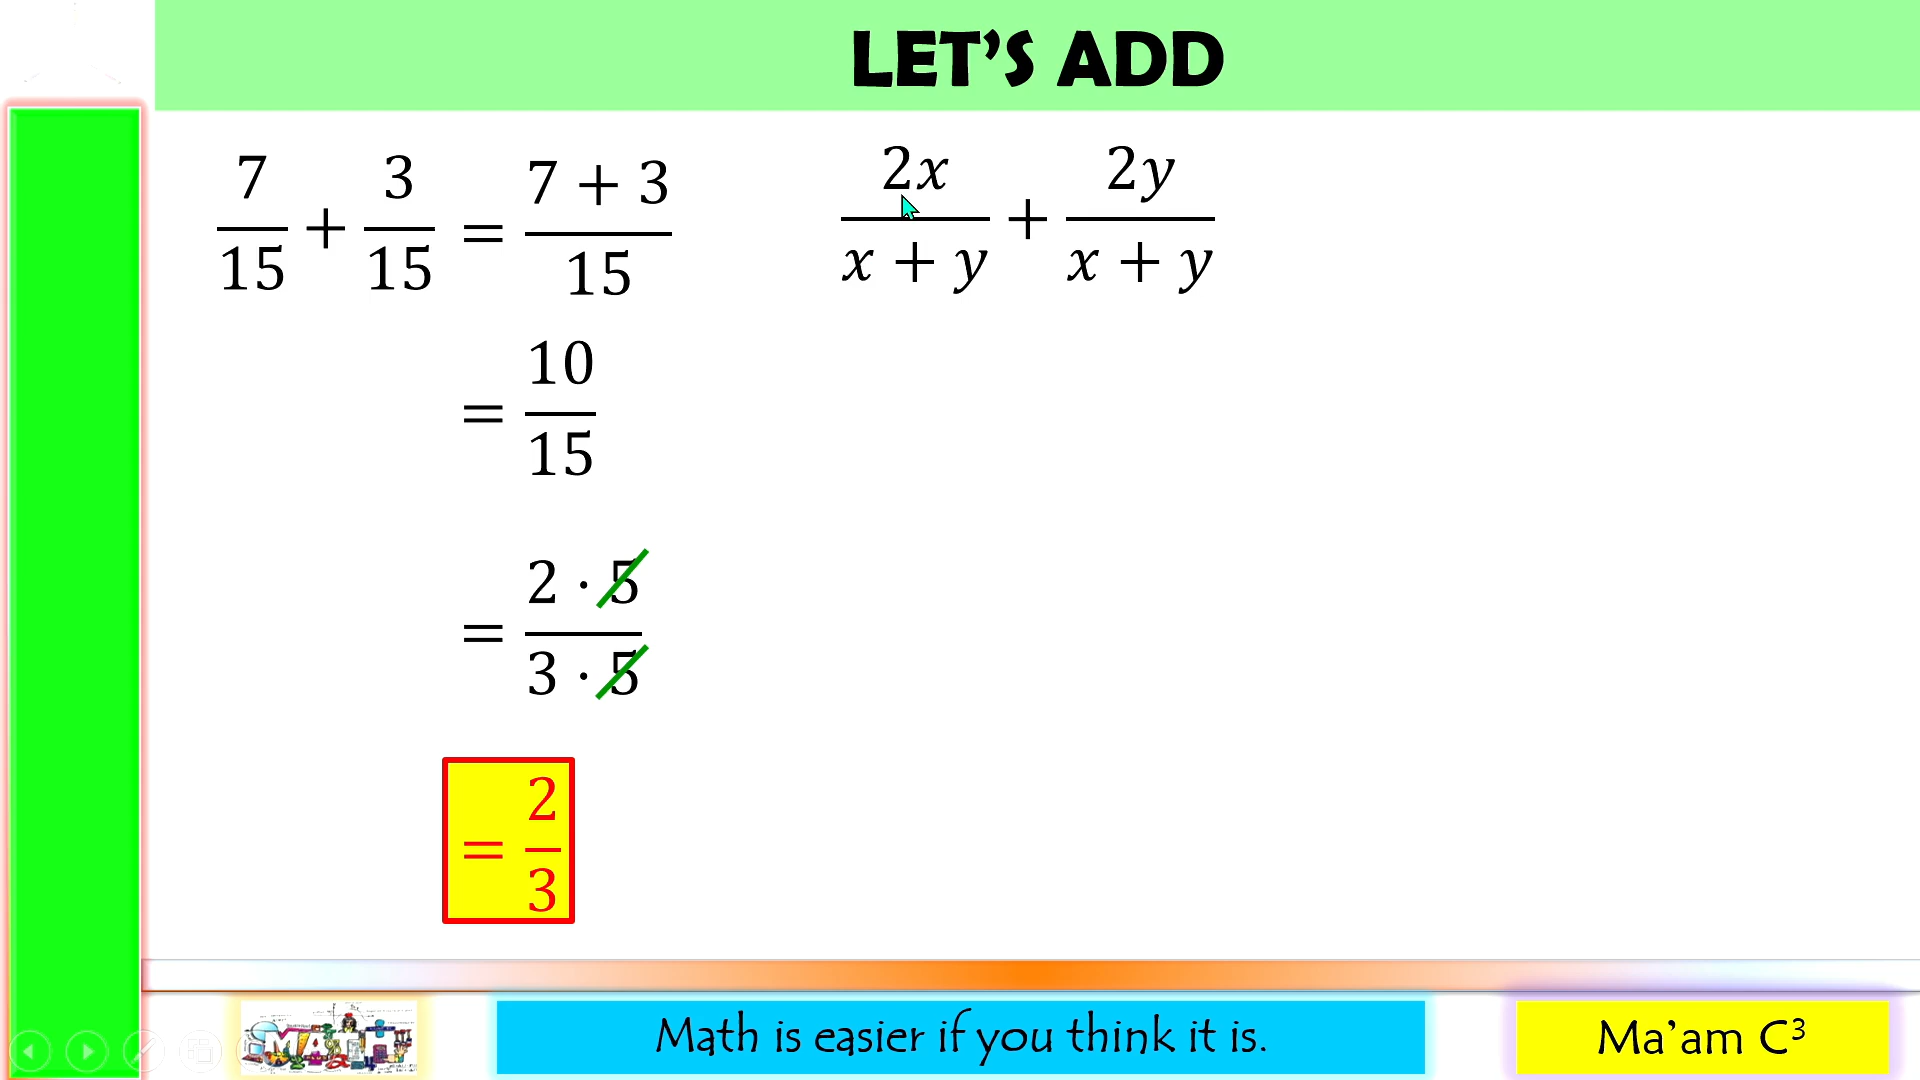 LET'S ADD
7/15 + 3/15 = (7 + 3)/15
= 10/15
= (2 · 5)/(3 · 5)
= 2/3
2x/(x + y) + 2y/(x + y)
MATH
Math is easier if you think it is.
Ma'am C³